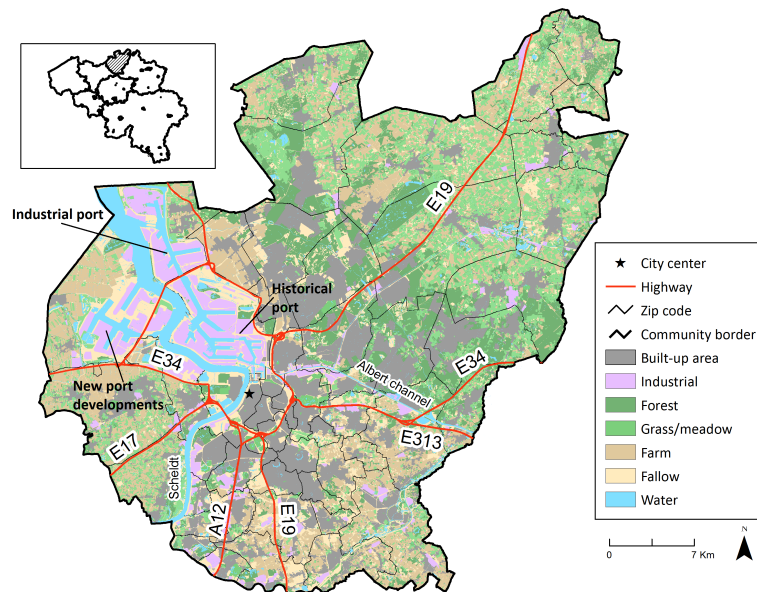 Industrial port
Historical
port
New port
developments
E19
E34
E17
Scheldt
A12
E19
Albert channel
E34
E313
City center
Highway
Zip code
Community border
Built-up area
Industrial
Forest
Grass/meadow
Farm
Fallow
Water
N
0 7 Km